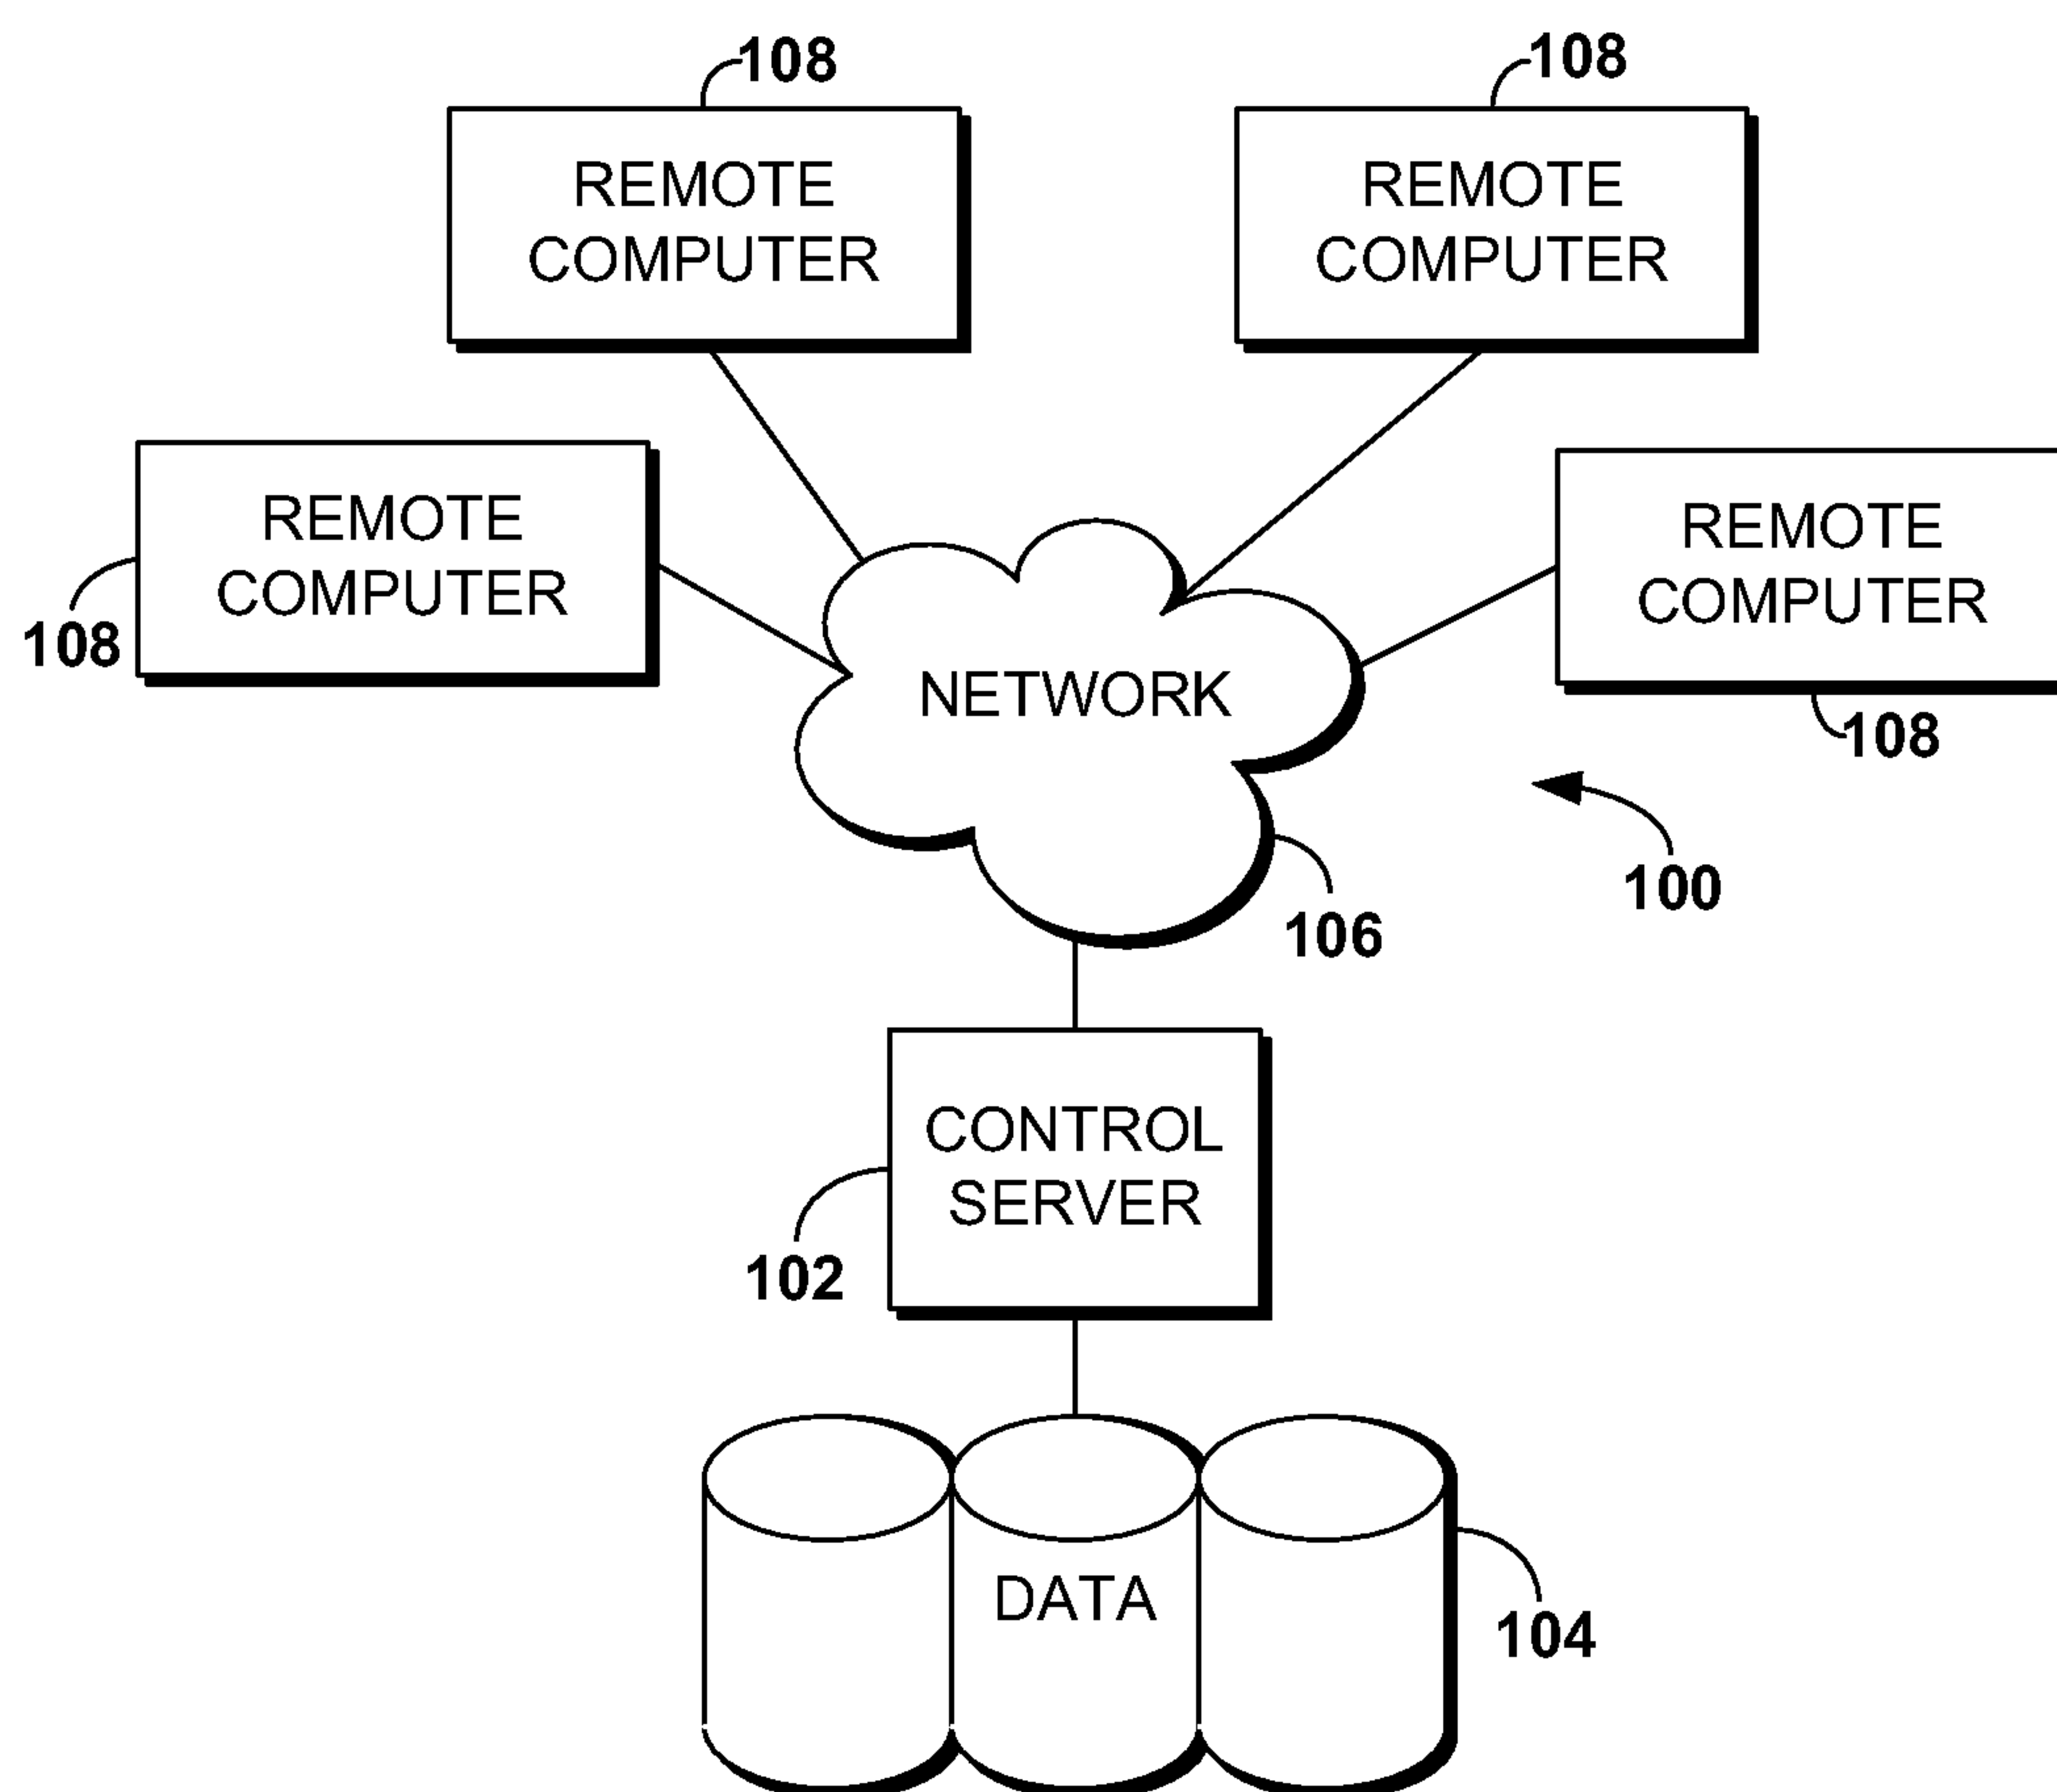 108
108
REMOTE
COMPUTER
REMOTE
COMPUTER
REMOTE
COMPUTER
108
REMOTE
COMPUTER
108
NETWORK
100
106
CONTROL
SERVER
102
DATA
104